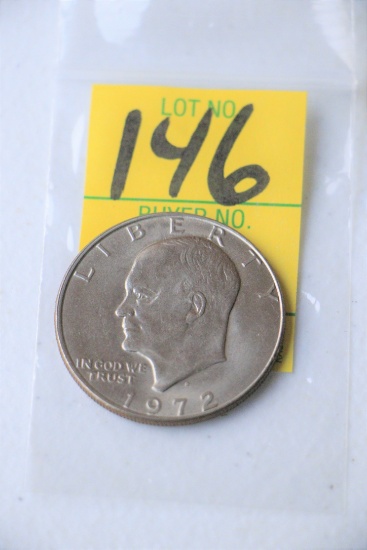 LOT NO.
146
BUYER NO.
LIBERTY
IN GOD WE
TRUST
1972